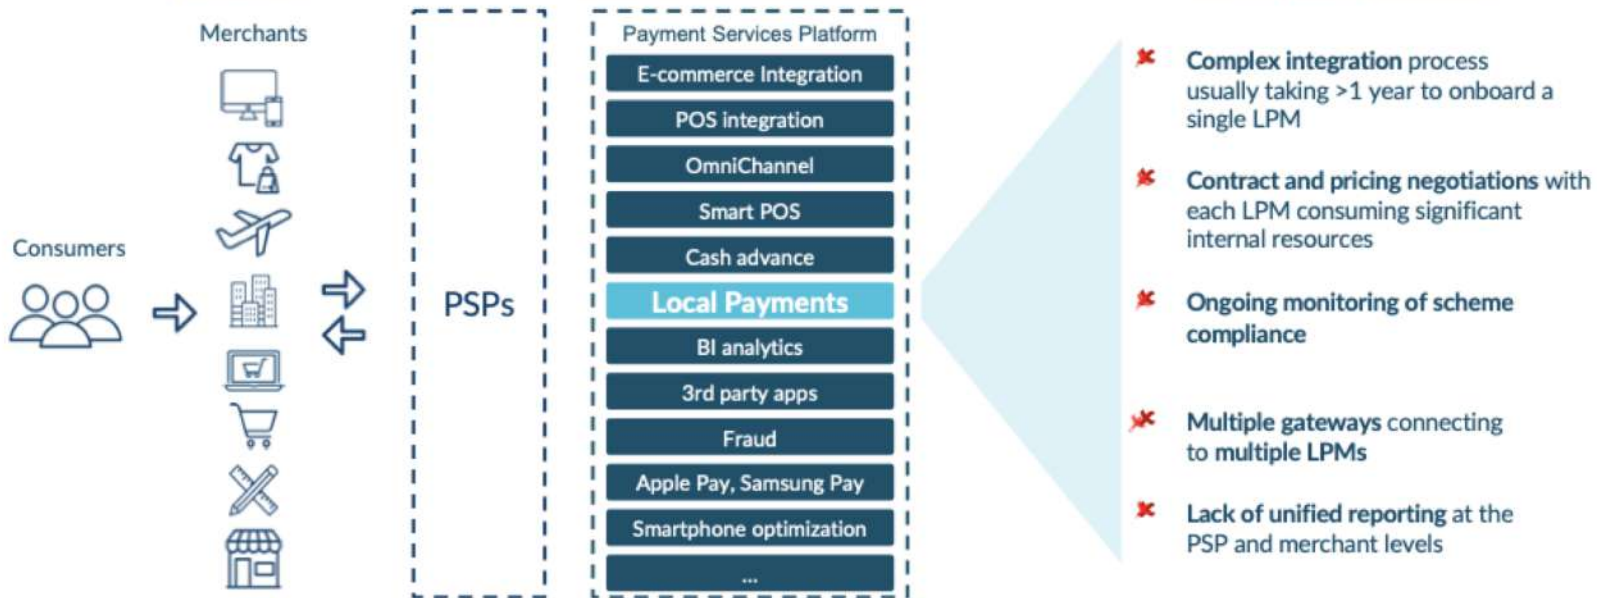 Consumers
Merchants
PSPs
Payment Services Platform
E-commerce Integration
POS integration
OmniChannel
Smart POS
Cash advance
Local Payments
BI analytics
3rd party apps
Fraud
Apple Pay, Samsung Pay
Smartphone optimization
...
Complex integration process
usually taking >1 year to onboard a
single LPM
Contract and pricing negotiations with
each LPM consuming significant
internal resources
Ongoing monitoring of scheme
compliance
Multiple gateways connecting
to multiple LPMs
Lack of unified reporting at the
PSP and merchant levels